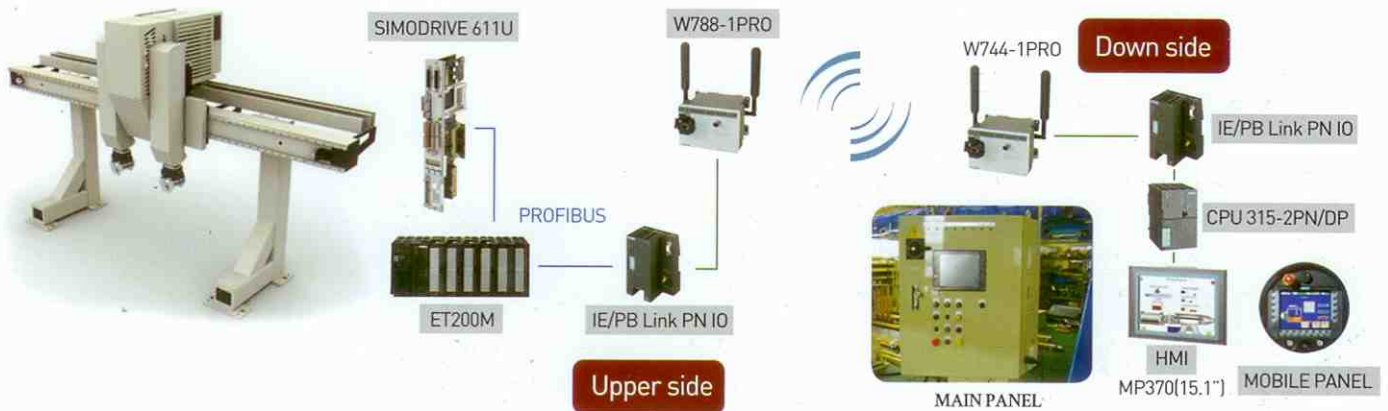 SIMODRIVE 611U
W788-1PRO
W744-1PRO
Down side
IE/PB Link PN IO
PROFIBUS
CPU 315-2PN/DP
ET200M
IE/PB Link PN IO
HMI
MP370(15.1")
MOBILE PANEL
Upper side
MAIN PANEL